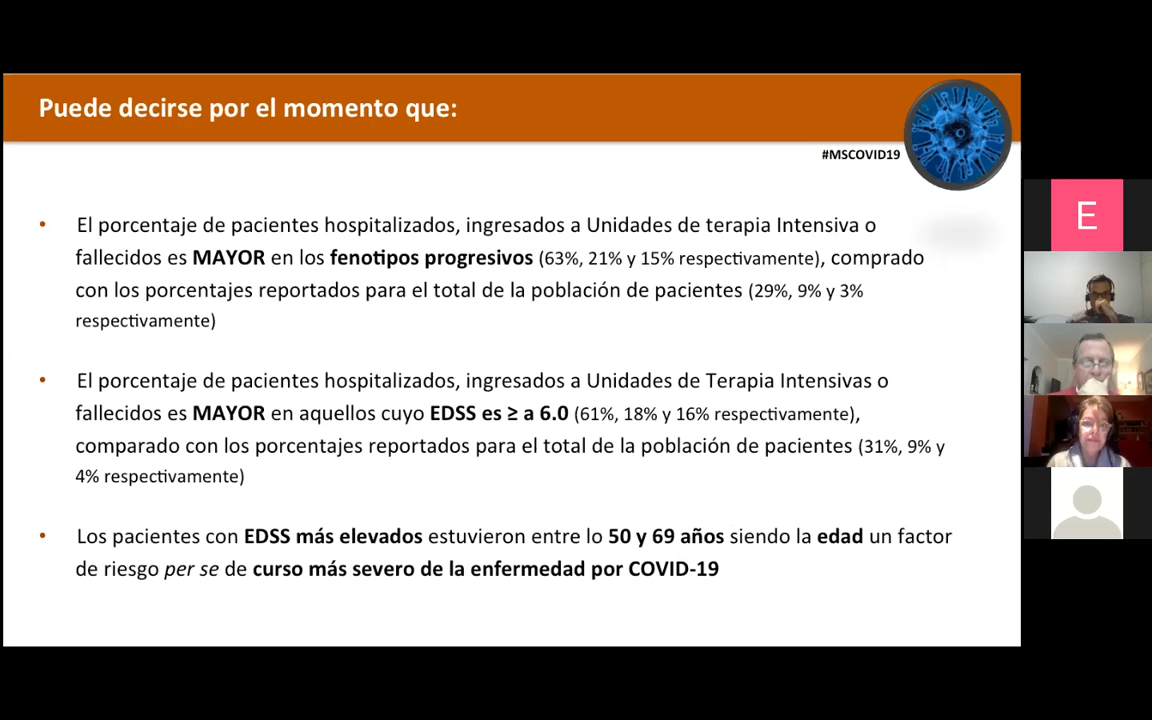 Puede decirse por el momento que:
#MSCOVID19
• El porcentaje de pacientes hospitalizados, ingresados a Unidades de terapia Intensiva o
fallecidos es MAYOR en los fenotipos progresivos (63%, 21% y 15% respectivamente), comprado
con los porcentajes reportados para el total de la población de pacientes (29%, 9% y 3%
respectivamente)
• El porcentaje de pacientes hospitalizados, ingresados a Unidades de Terapia Intensivas o
fallecidos es MAYOR en aquellos cuyo EDSS es ≥ a 6.0 (61%, 18% y 16% respectivamente),
comparado con los porcentajes reportados para el total de la población de pacientes (31%, 9% y
4% respectivamente)
• Los pacientes con EDSS más elevados estuvieron entre lo 50 y 69 años siendo la edad un factor
de riesgo per se de curso más severo de la enfermedad por COVID-19
E